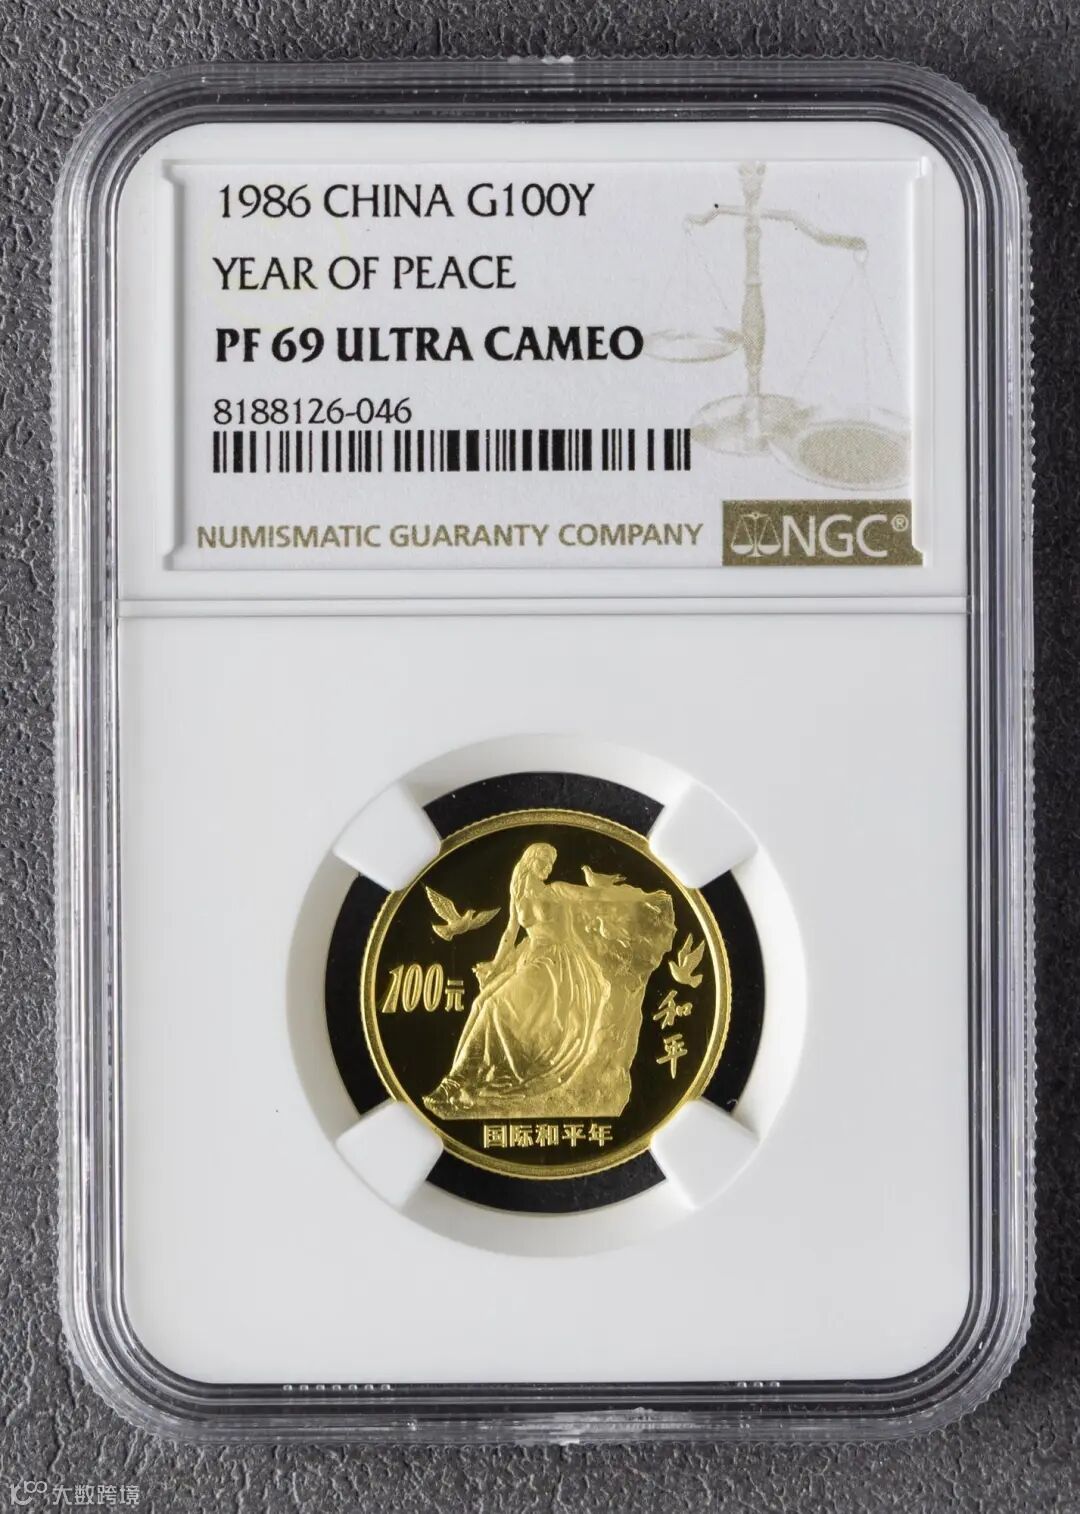 1986 CHINA G100Y
YEAR OF PEACE
PF 69 ULTRA CAMEO
8188126-046
NUMISMATIC GUARANTY COMPANY
NGC®
100元
和平
国际和平年
大数跨境